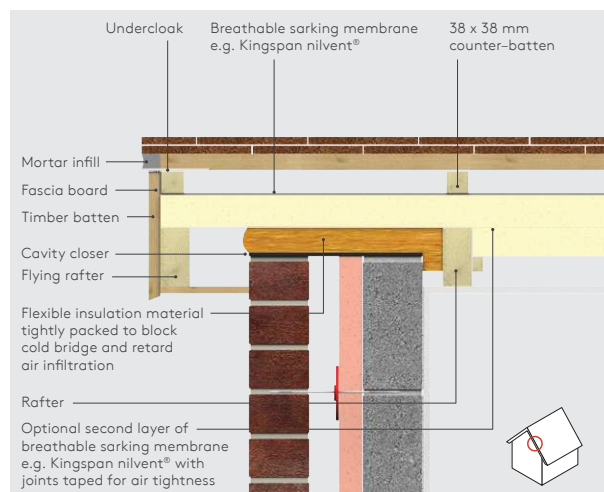 Undercloak
Breathable sarking membrane
e.g. Kingspan nilvent®
38 x 38 mm
counter–batten
Mortar infill
Fascia board
Timber batten
Cavity closer
Flying rafter
Flexible insulation material
tightly packed to block
cold bridge and retard
air infiltration
Rafter
Optional second layer of
breathable sarking membrane
e.g. Kingspan nilvent® with
joints taped for air tightness